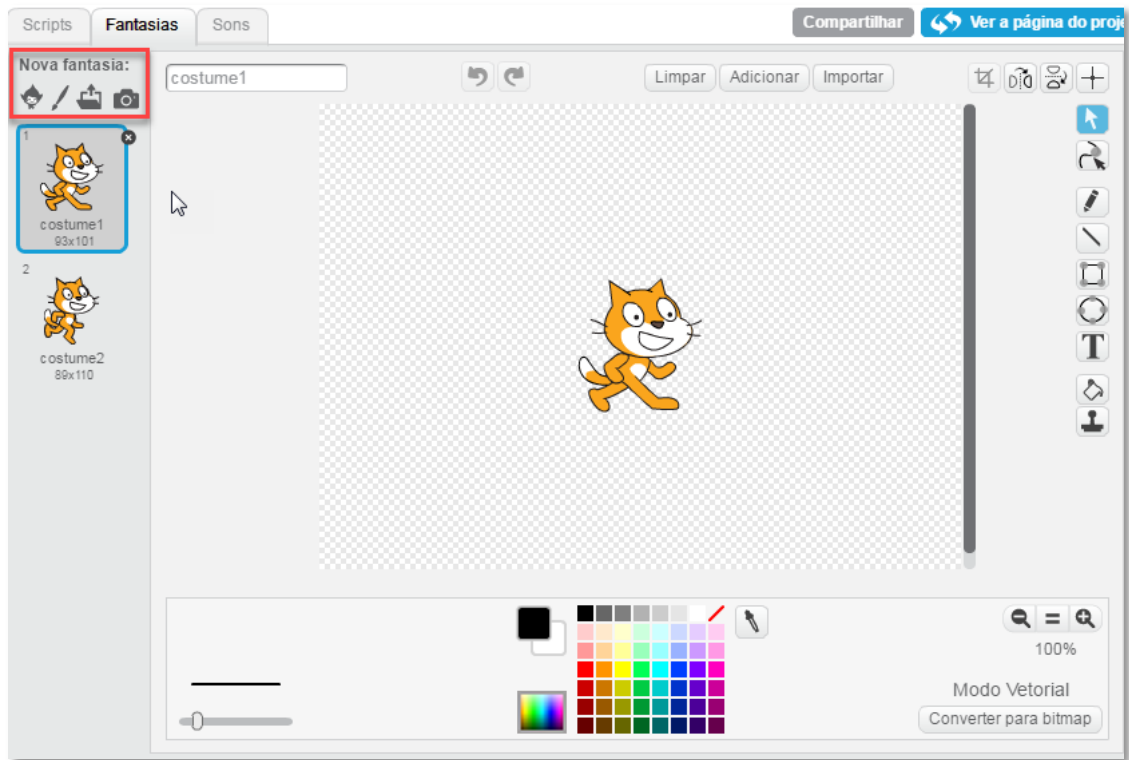 Scripts
Fantasias
Sons
Compartilhar
Ver a página do proje
Nova fantasia:
costume1
Limpar
Adicionar
Importar
1
costume1
93x101
2
costume2
89x110
T
100%
Modo Vetorial
Converter para bitmap